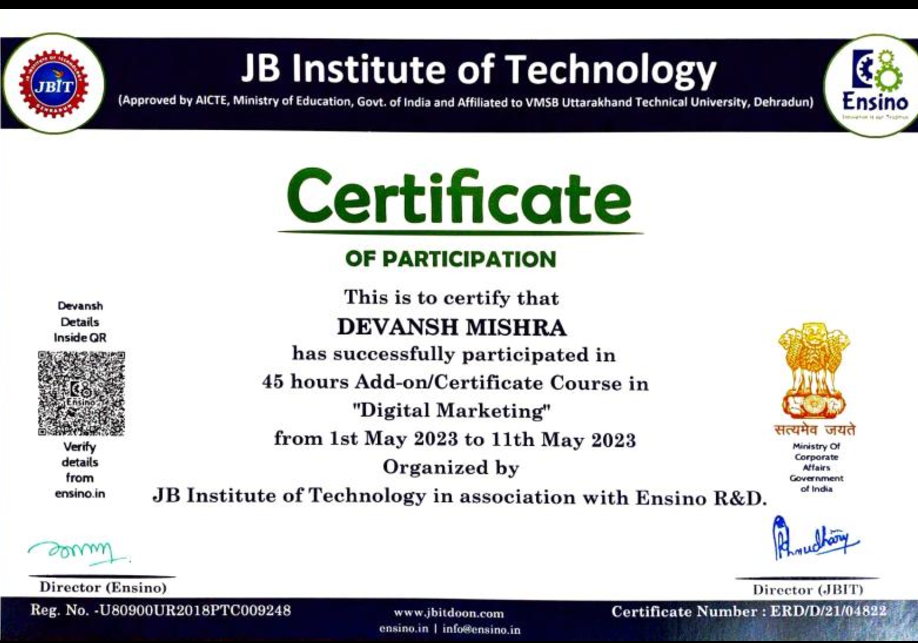 JB Institute of Technology
(Approved by AICTE, Ministry of Education, Govt. of India and Affiliated to VMSB Uttarakhand Technical University, Dehradun)
JBIT
Ensino
Certificate
OF PARTICIPATION
This is to certify that
DEVANSH MISHRA
has successfully participated in
45 hours Add-on/Certificate Course in
"Digital Marketing"
from 1st May 2023 to 11th May 2023
Organized by
JB Institute of Technology in association with Ensino R&D.
Devansh
Details
Inside QR
Ensino
Verify
details
from
ensino.in
सत्यमेव जयते
Ministry Of
Corporate
Affairs
Government
of India
Director (Ensino)
Director (JBIT)
Reg. No. -U80900UR2018PTC009248
www.jbitdoon.com
ensino.in | info@ensino.in
Certificate Number : ERD/D/21/04822